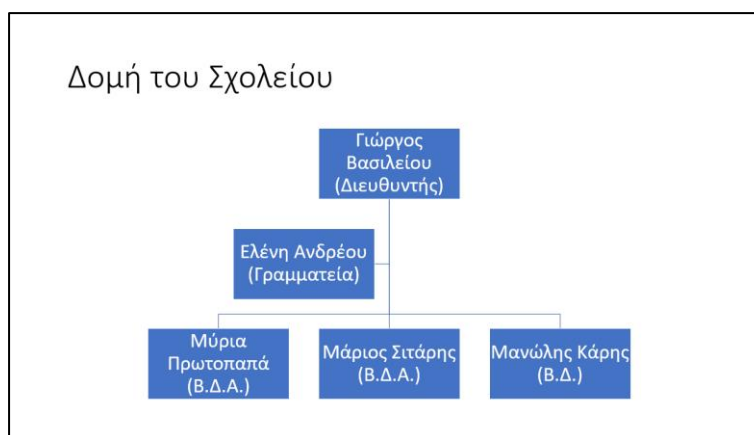 Δομή του Σχολείου
Γιώργος
Βασιλείου
(Διευθυντής)
Ελένη Ανδρέου
(Γραμματεία)
Μύρια
Πρωτοπαπά
(Β.Δ.Α.)
Μάριος Σιτάρης
(Β.Δ.Α.)
Μανώλης Κάρης
(Β.Δ.)